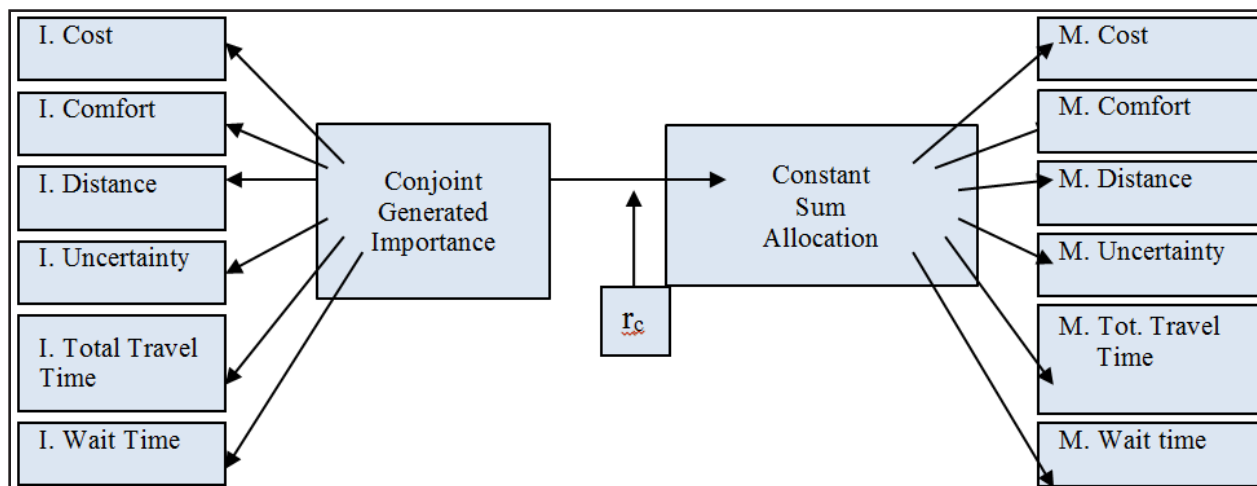 I. Cost
I. Comfort
I. Distance
I. Uncertainty
I. Total Travel
Time
I. Wait Time
Conjoint
Generated
Importance
rc
Constant
Sum
Allocation
M. Cost
M. Comfort
M. Distance
M. Uncertainty
M. Tot. Travel
Time
M. Wait time